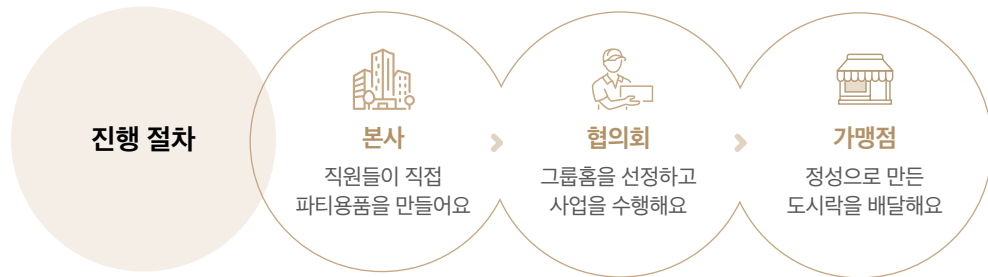 진행 절차
본사
직원들이 직접
파티용품을 만들어요
협의회
그룹홈을 선정하고
사업을 수행해요
가맹점
정성으로 만든
도시락을 배달해요